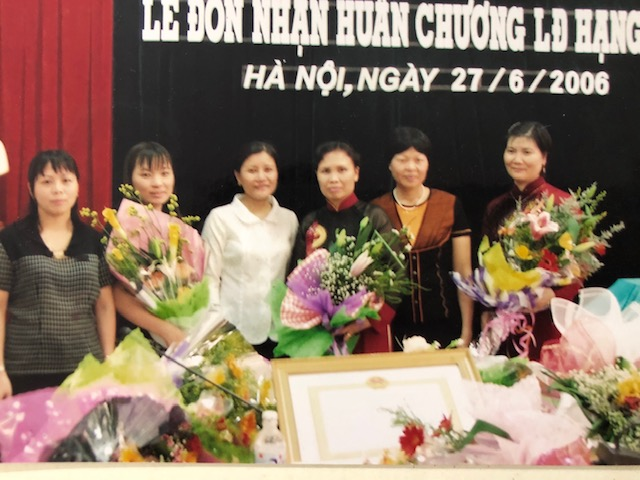 LỄ ĐÓN NHẬN HUÂN CHƯƠNG LĐ HẠNG
HÀ NỘI, NGÀY 27 / 6 / 2006